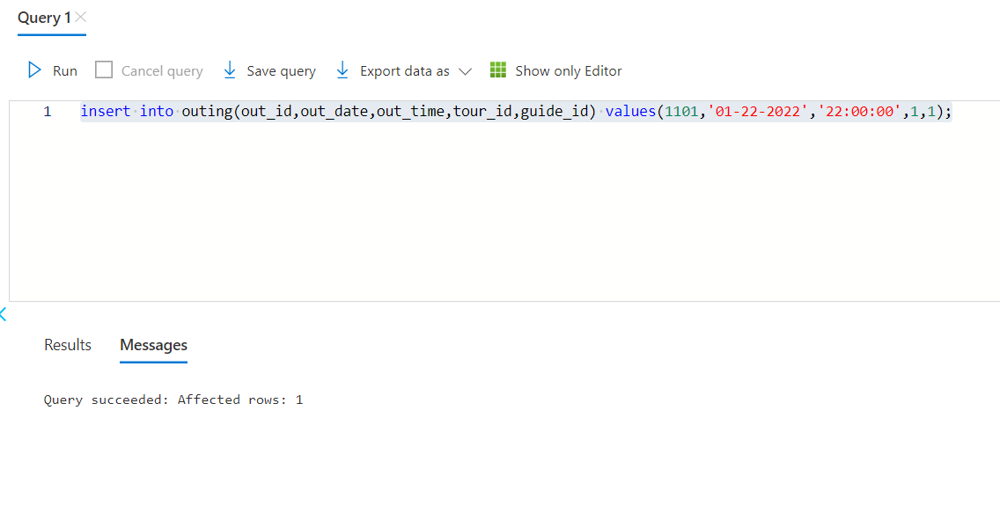 Query 1
Run Cancel query Save query Export data as Show only Editor
1 insert into outing(out_id,out_date,out_time,tour_id,guide_id) values(1101,'01-22-2022','22:00:00',1,1);
Results Messages
Query succeeded: Affected rows: 1